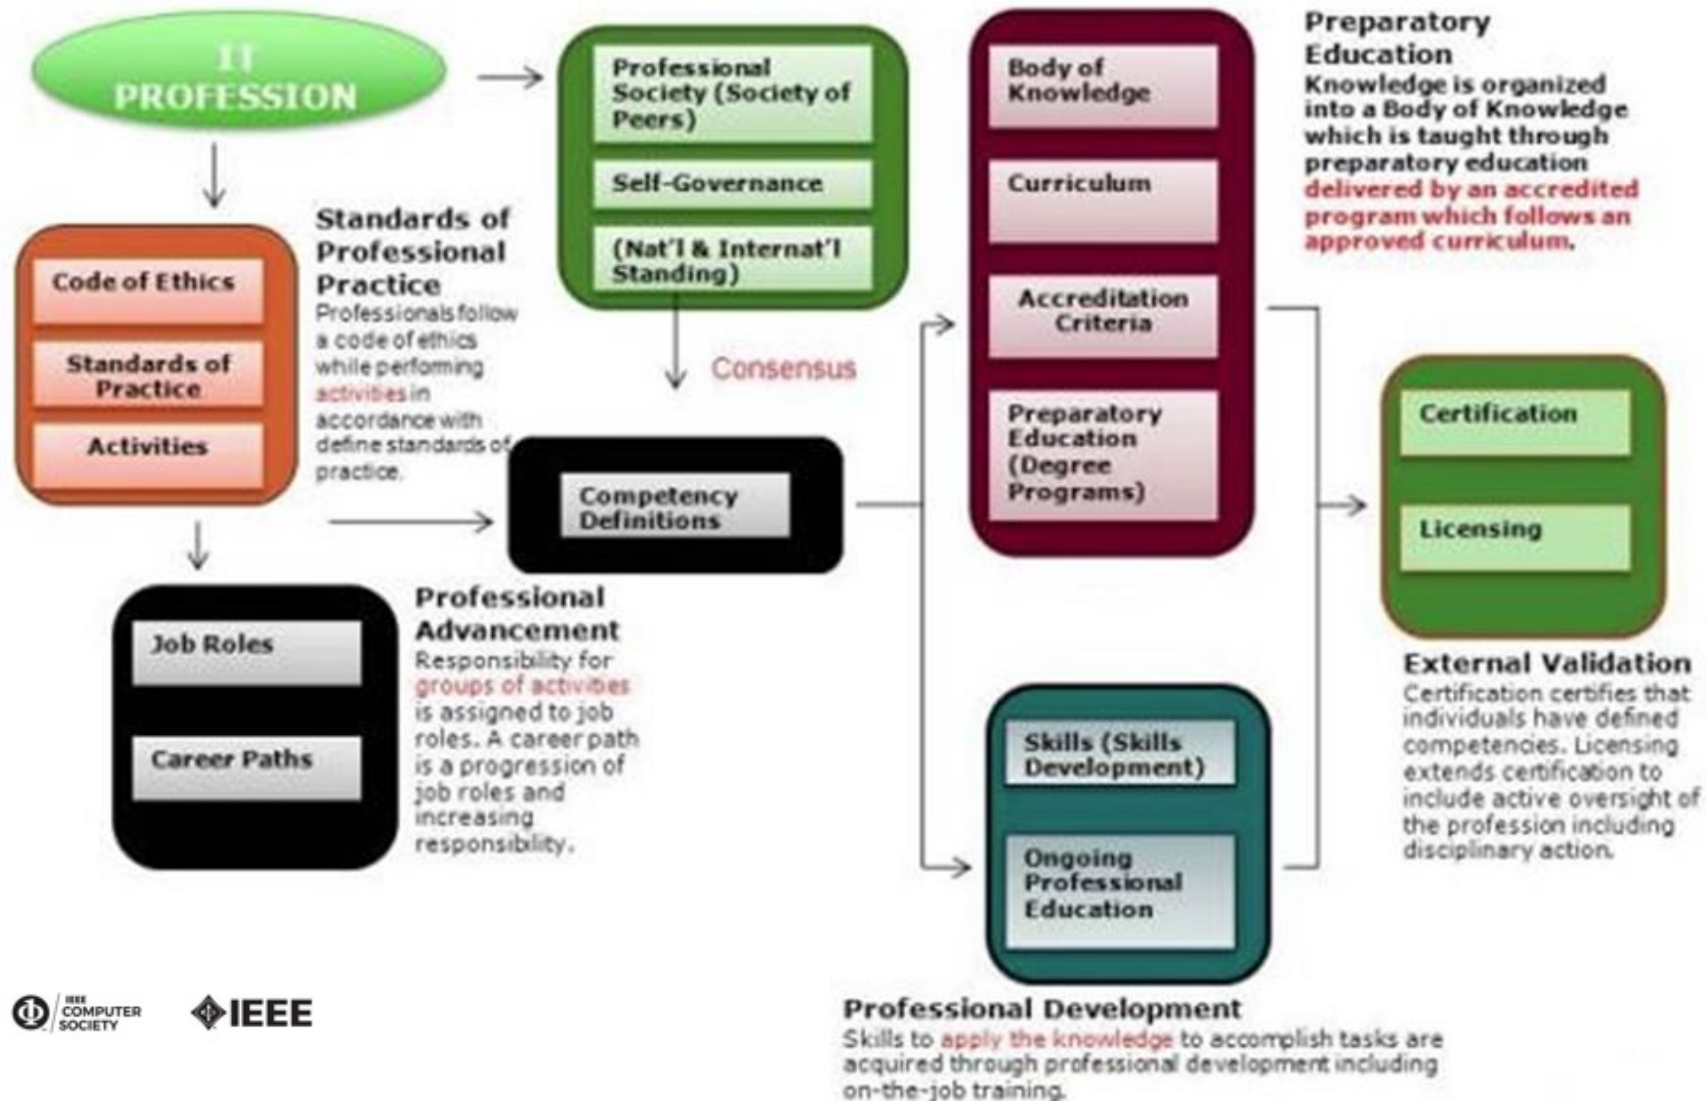 IT
PROFESSION
Professional
Society (Society of
Peers)
Self-Governance
(Nat'l & Internat'l
Standing)
Body of
Knowledge
Curriculum
Accreditation
Criteria
Preparatory
Education
(Degree
Programs)
Preparatory
Education
Knowledge is organized
into a Body of Knowledge
which is taught through
preparatory education
delivered by an accredited
program which follows an
approved curriculum.
Code of Ethics
Standards of
Practice
Activities
Standards of
Professional
Practice
Professionals follow
a code of ethics
while performing
activities in
accordance with
define standards of
practice.
Consensus
Competency
Definitions
Certification
Licensing
External Validation
Certification certifies that
individuals have defined
competencies. Licensing
extends certification to
include active oversight of
the profession including
disciplinary action.
Job Roles
Career Paths
Professional
Advancement
Responsibility for
groups of activities
is assigned to job
roles. A career path
is a progression of
job roles and
increasing
responsibility.
Skills (Skills
Development)
Ongoing
Professional
Education
Professional Development
Skills to apply the knowledge to accomplish tasks are
acquired through professional development including
on-the-job training.
IEEE
COMPUTER
SOCIETY
IEEE